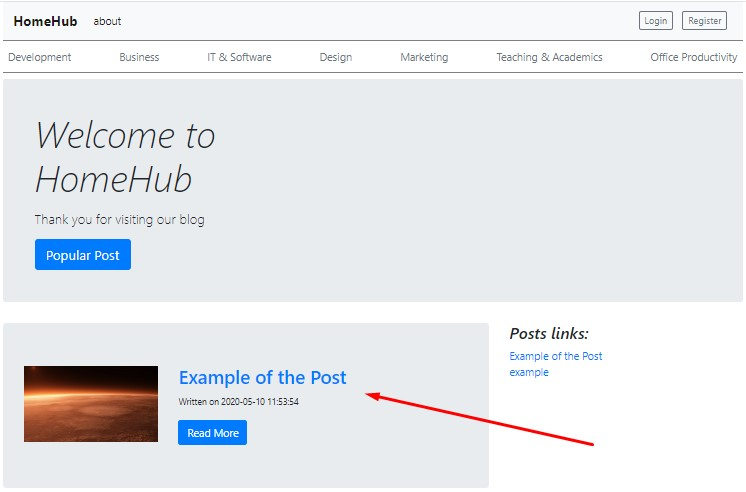 HomeHub about Login Register
Development Business IT & Software Design Marketing Teaching & Academics Office Productivity
Welcome to
HomeHub
Thank you for visiting our blog
Popular Post
Example of the Post
Written on 2020-05-10 11:53:54
Read More
Posts links:
Example of the Post
example